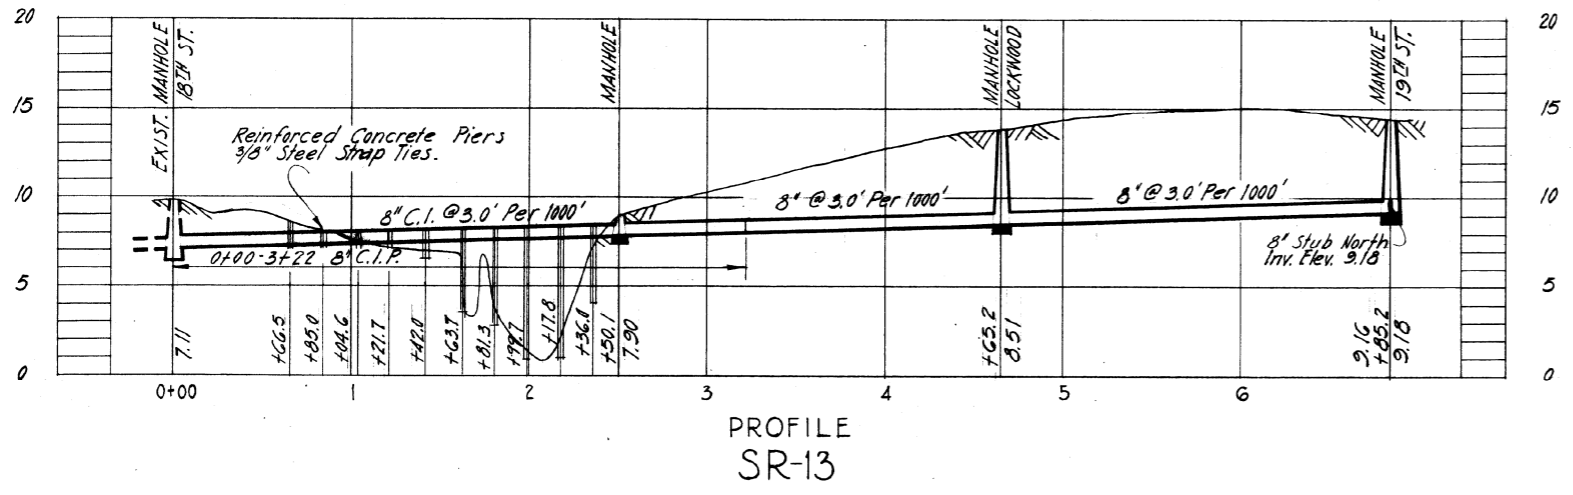 20
15
10
5
0
EXIST. MANHOLE
18TH ST.
MANHOLE
MANHOLE
LOCKWOOD
MANHOLE
19TH ST.
20
15
10
5
0
Reinforced Concrete Piers
3/8" Steel Strap Ties.
8" C.I. @ 3.0' Per 1000'
8" @ 3.0' Per 1000'
8" @ 3.0' Per 1000'
0+00-3+22 8" C.I.P.
8" Stub North
Inv. Elev. 9.18
7.11
+66.5
+85.0
+04.6
+21.7
+42.0
+63.7
+81.3
+99.7
+17.8
+36.0
+50.1
7.90
+65.2
8.51
9.16
+85.2
9.18
0+00
1
2
3
4
5
6
PROFILE
SR-13